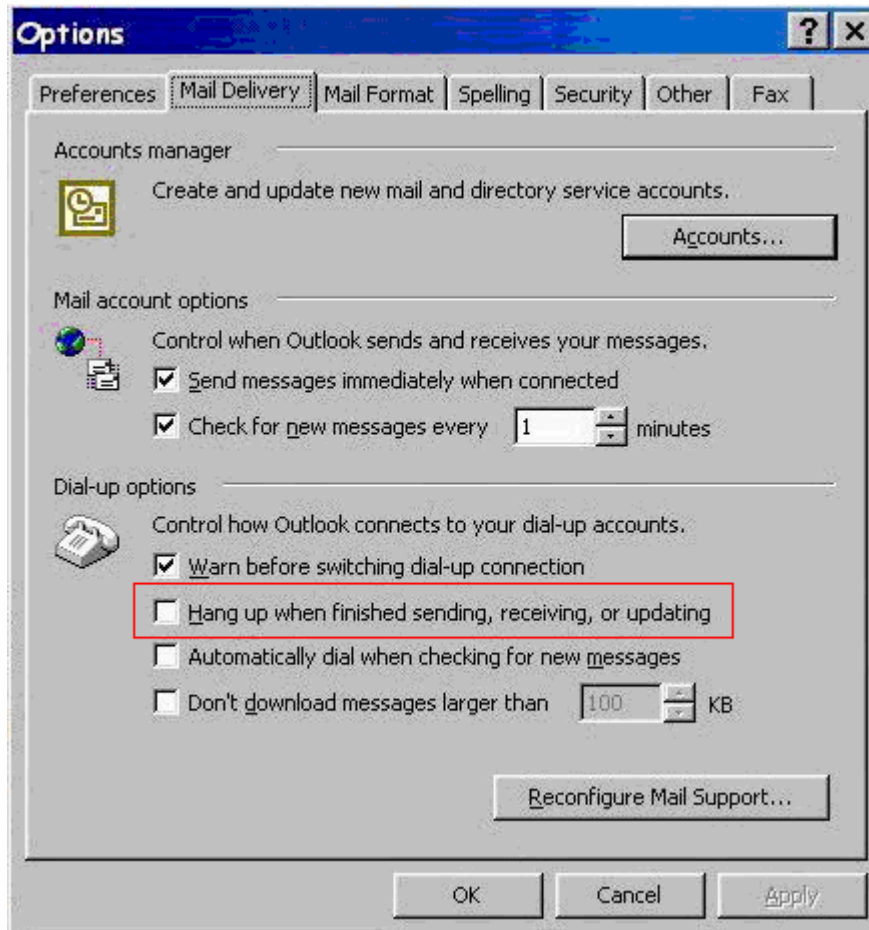 Options
Preferences Mail Delivery Mail Format Spelling Security Other Fax
Accounts manager
Create and update new mail and directory service accounts.
Accounts...
Mail account options
Control when Outlook sends and receives your messages.
Send messages immediately when connected
Check for new messages every 1 minutes
Dial-up options
Control how Outlook connects to your dial-up accounts.
Warn before switching dial-up connection
Hang up when finished sending, receiving, or updating
Automatically dial when checking for new messages
Don't download messages larger than 100 KB
Reconfigure Mail Support...
OK Cancel Apply